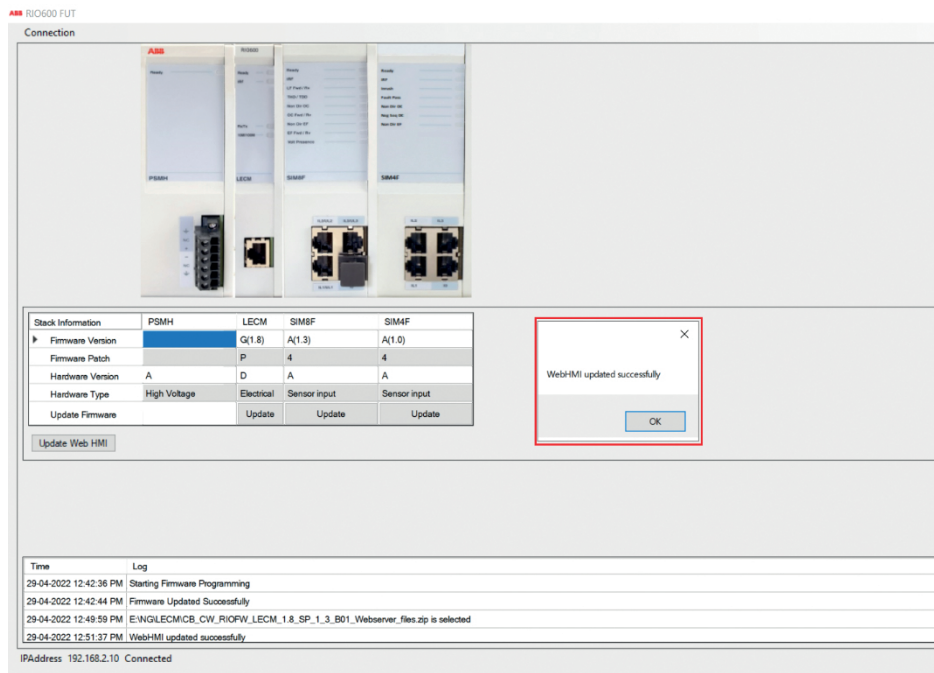 ABB RIO600 FUT
Connection
ABB
RIO600
Ready
Ready
Ready
Ready
PSMH
LECM
SIM8F
SIM4F
Stack Information PSMH LECM SIM8F SIM4F
Firmware Version G(1.8) A(1.3) A(1.0)
Firmware Patch P 4 4
Hardware Version A D A A
Hardware Type High Voltage Electrical Sensor input Sensor input
Update Firmware Update Update Update
Update Web HMI
WebHMI updated successfully
OK
Time Log
29-04-2022 12:42:36 PM Starting Firmware Programming
29-04-2022 12:42:44 PM Firmware Updated Successfully
29-04-2022 12:49:59 PM E:\NG\LECM\CB_CW_RIOFW_LECM_1.8_SP_1_3_B01_Webserver_files.zip is selected
29-04-2022 12:51:37 PM WebHMI updated successfully
IPAddress 192.168.2.10 Connected